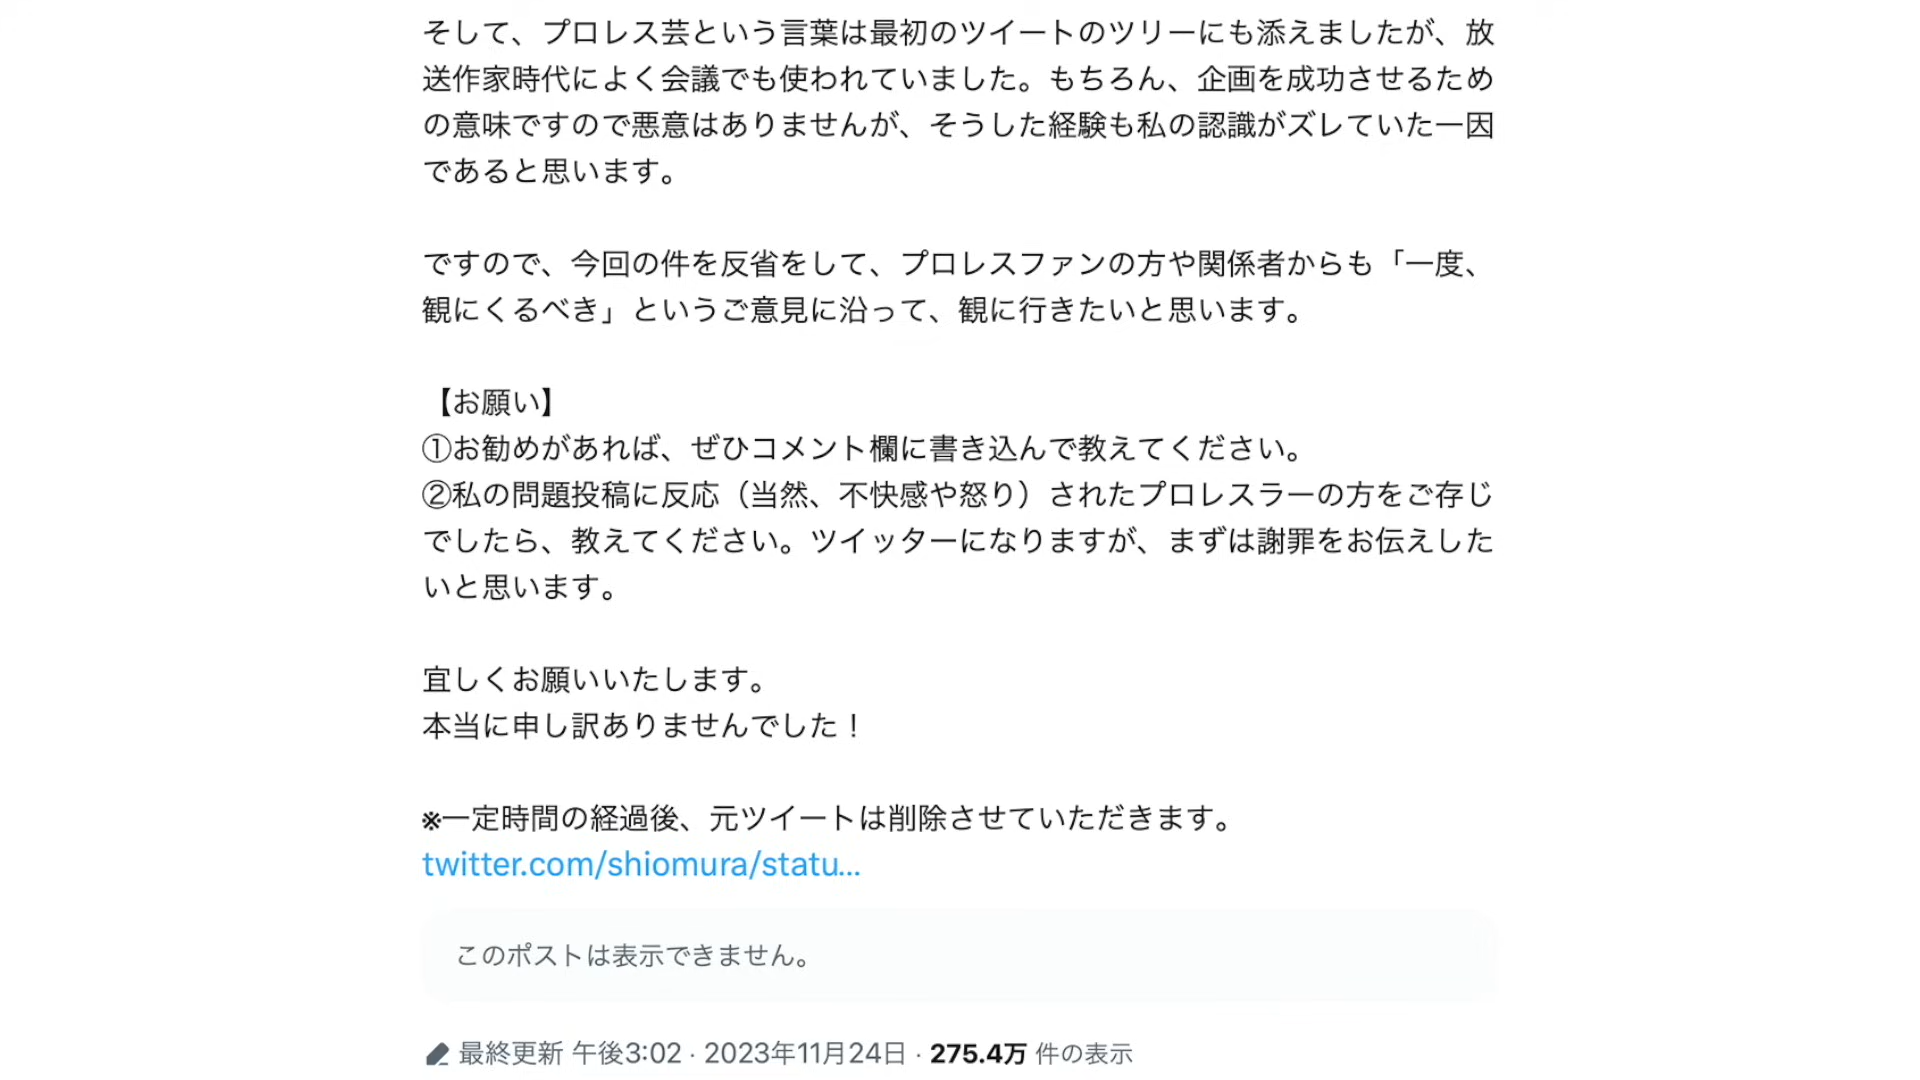 そして、プロレス芸という言葉は最初のツイートのツリーにも添えましたが、放
送作家時代によく会議でも使われていました。もちろん、企画を成功させるため
の意味ですので悪意はありませんが、そうした経験も私の認識がズレていた一因
であると思います。
ですので、今回の件を反省をして、プロレスファンの方や関係者からも「一度、
観にくるべき」というご意見に沿って、観に行きたいと思います。
【お願い】
①お勧めがあれば、ぜひコメント欄に書き込んで教えてください。
②私の問題投稿に反応（当然、不快感や怒り）されたプロレスラーの方をご存じ
でしたら、教えてください。ツイッターになりますが、まずは謝罪をお伝えした
いと思います。
宜しくお願いいたします。
本当に申し訳ありませんでした！
※一定時間の経過後、元ツイートは削除させていただきます。
twitter.com/shiomura/statu…
このポストは表示できません。
最終更新 午後3:02 · 2023年11月24日 · 275.4万 件の表示